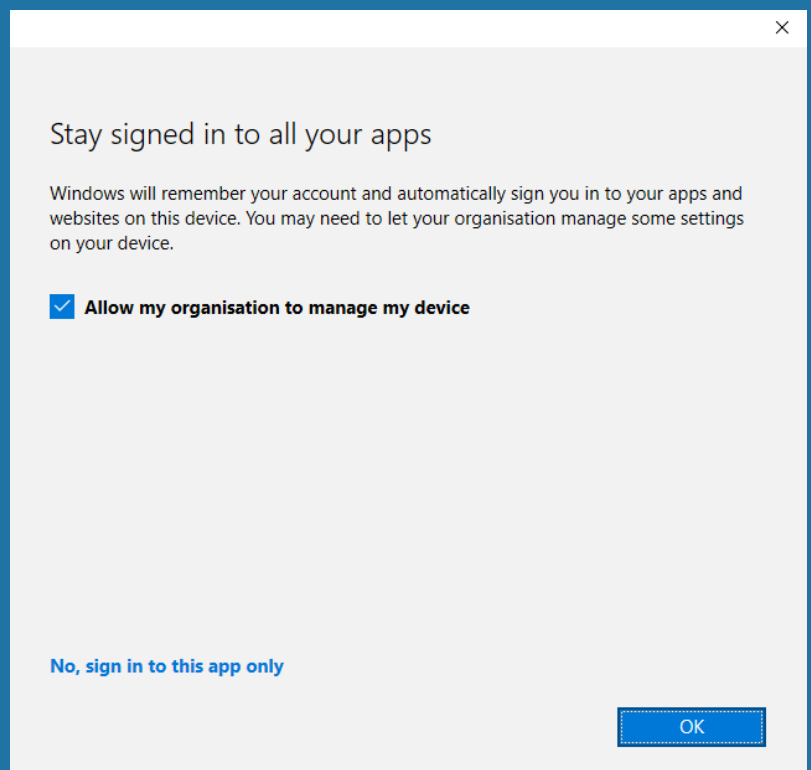 Stay signed in to all your apps
Windows will remember your account and automatically sign you in to your apps and
websites on this device. You may need to let your organisation manage some settings
on your device.
Allow my organisation to manage my device
No, sign in to this app only
OK